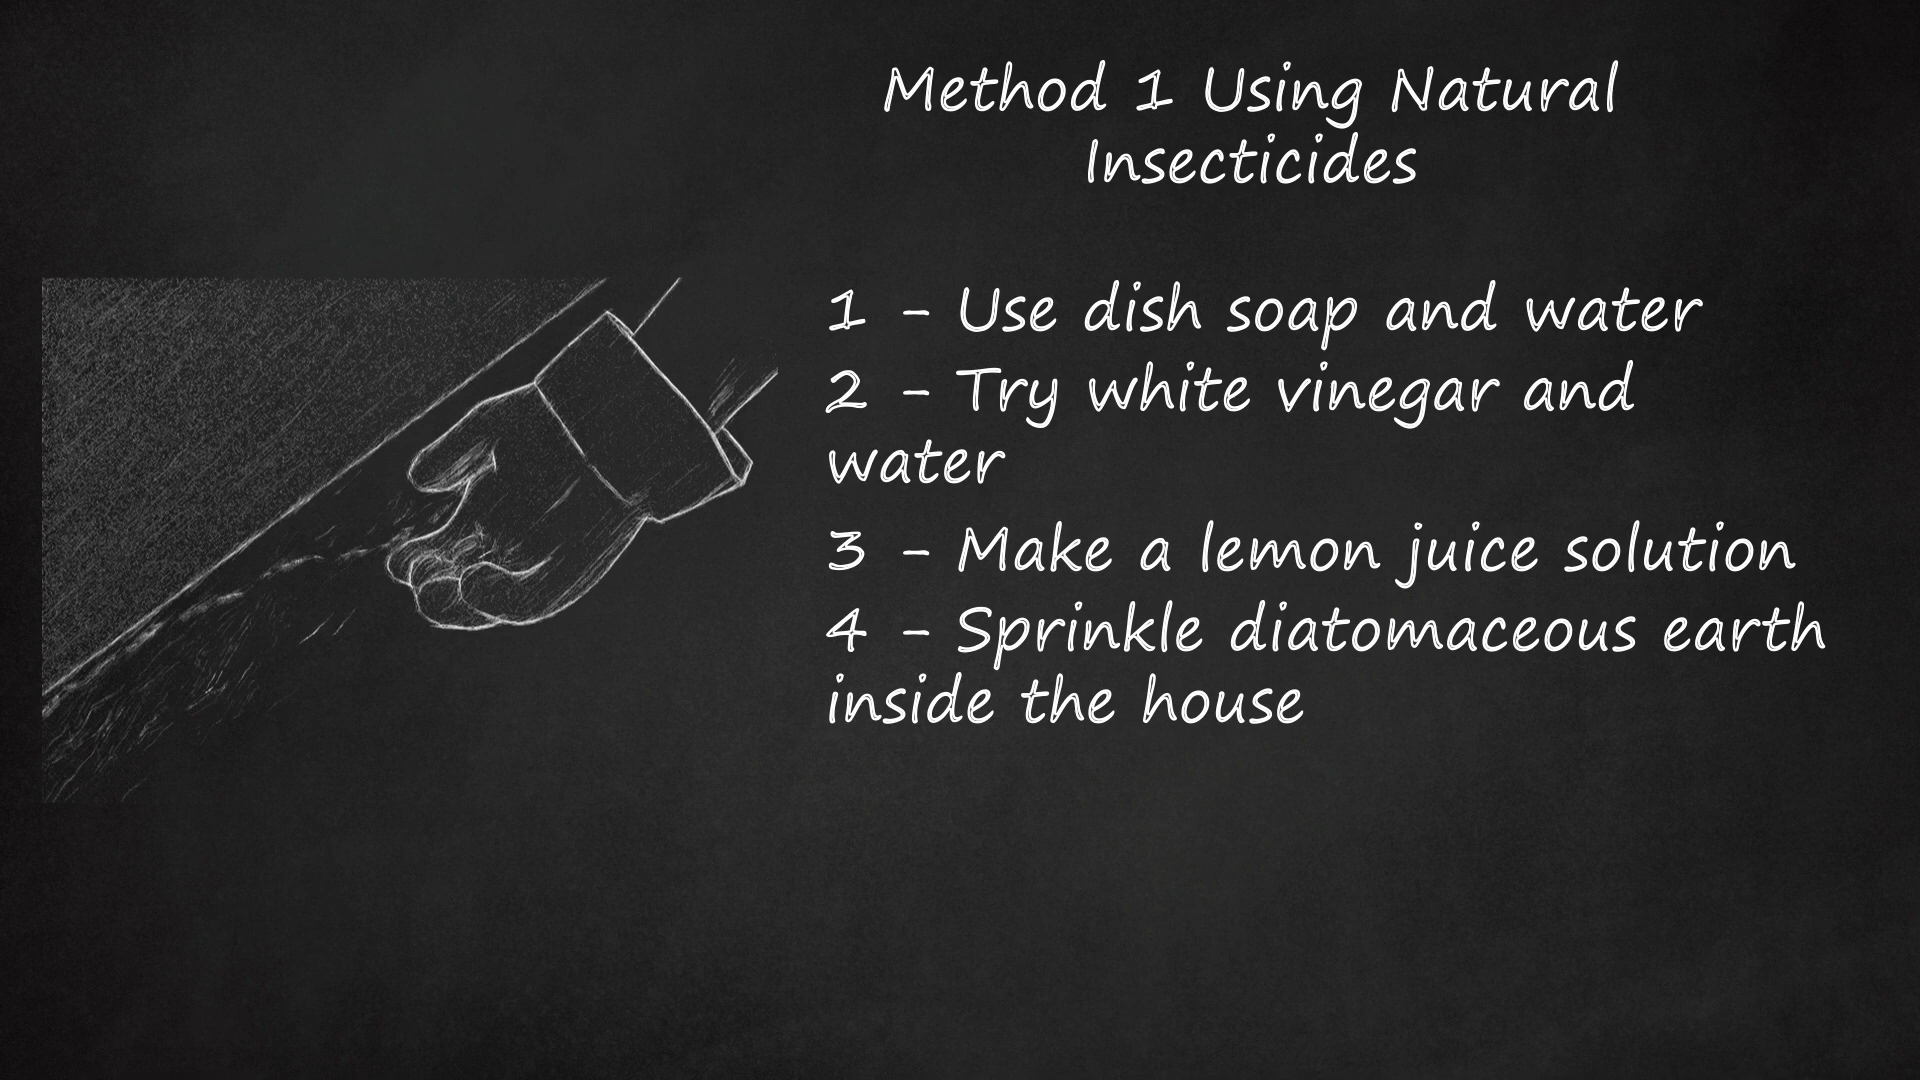 Method 1 Using Natural
Insecticides
1 - Use dish soap and water
2 - Try white vinegar and
water
3 - Make a lemon juice solution
4 - Sprinkle diatomaceous earth
inside the house